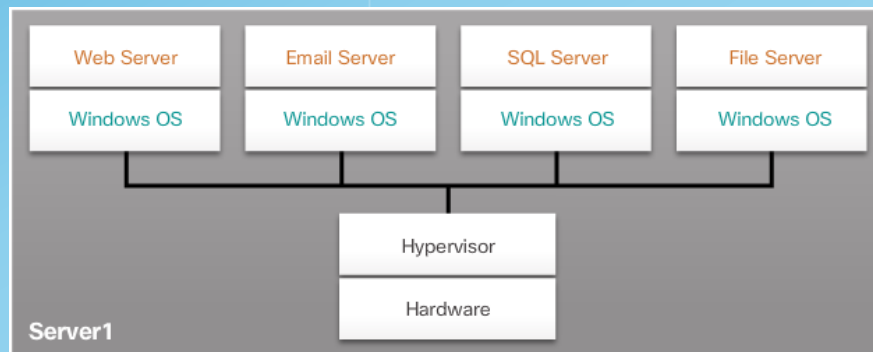 Web Server
Email Server
SQL Server
File Server
Windows OS
Windows OS
Windows OS
Windows OS
Hypervisor
Hardware
Server1